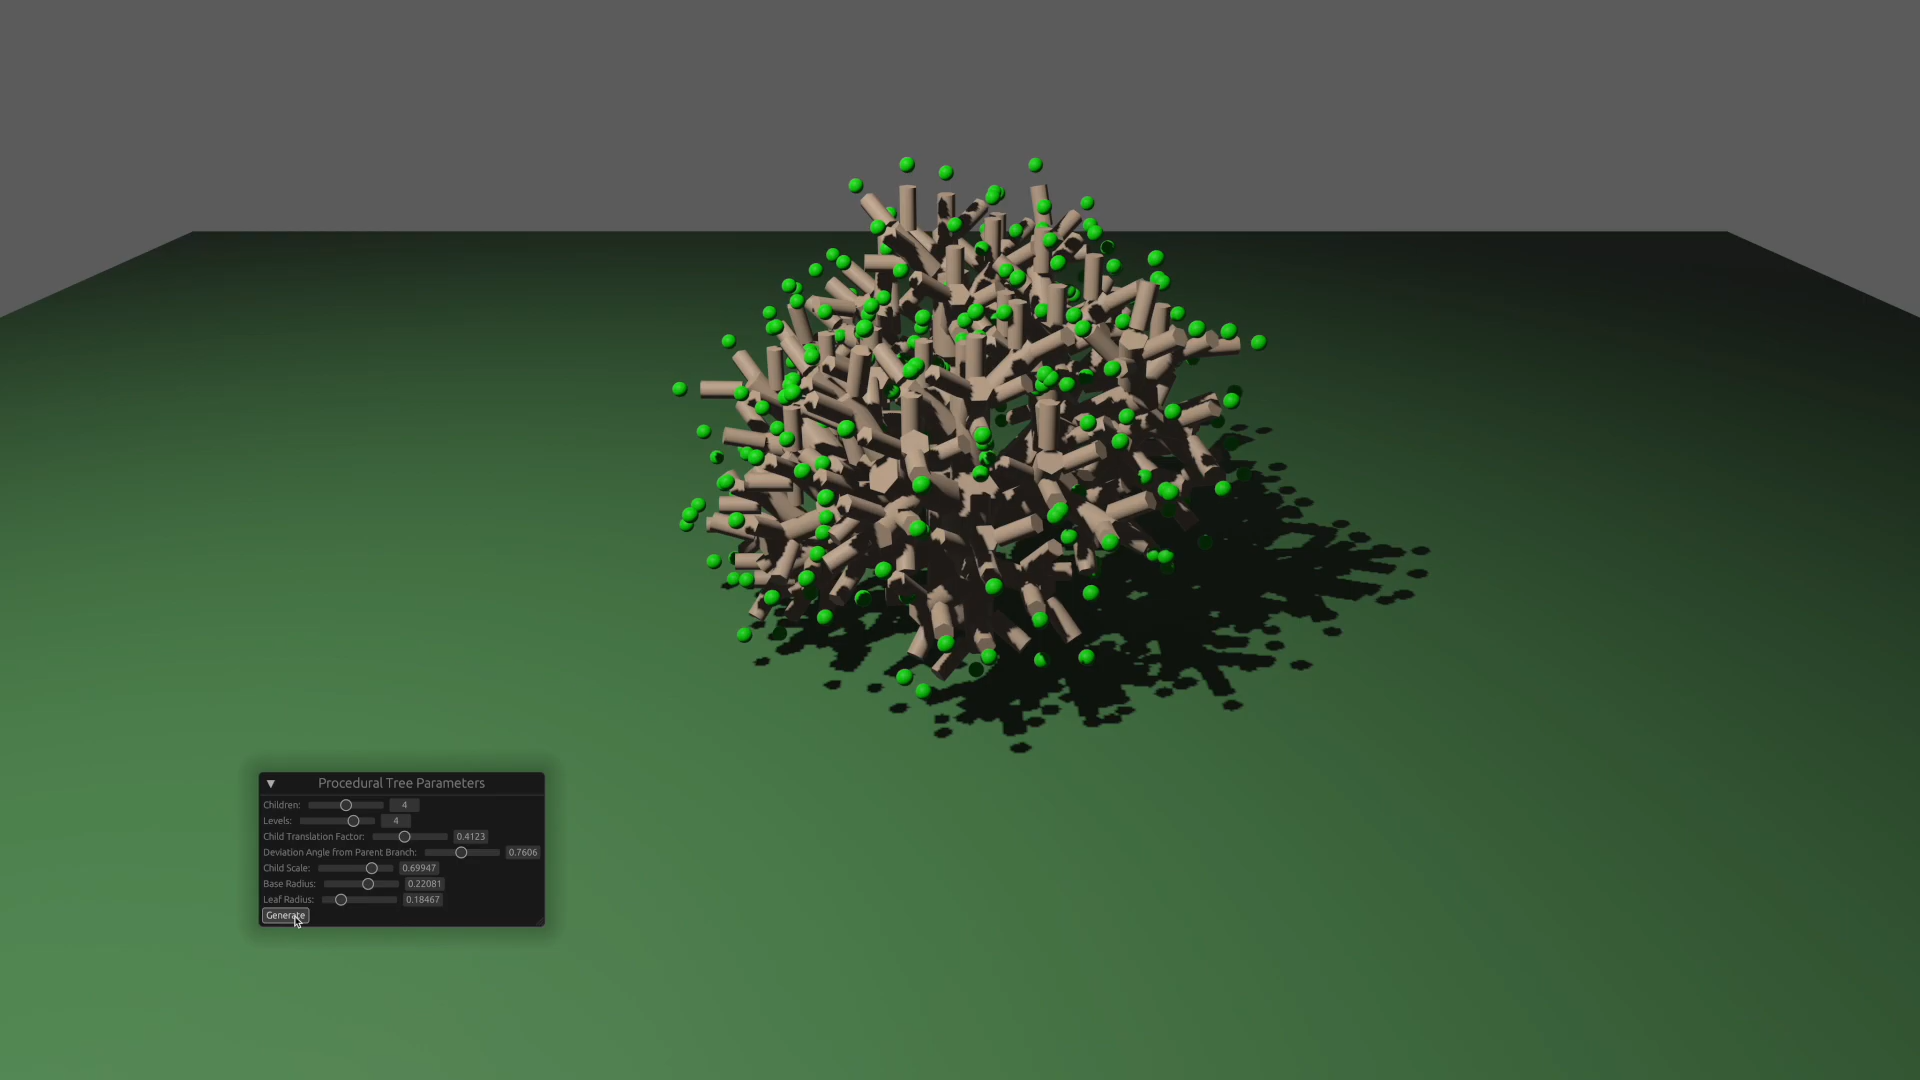 ▼ Procedural Tree Parameters
Children: 4
Levels: 4
Child Translation Factor: 0.4123
Deviation Angle from Parent Branch: 0.7606
Child Scale: 0.69947
Base Radius: 0.22081
Leaf Radius: 0.18467
Generate